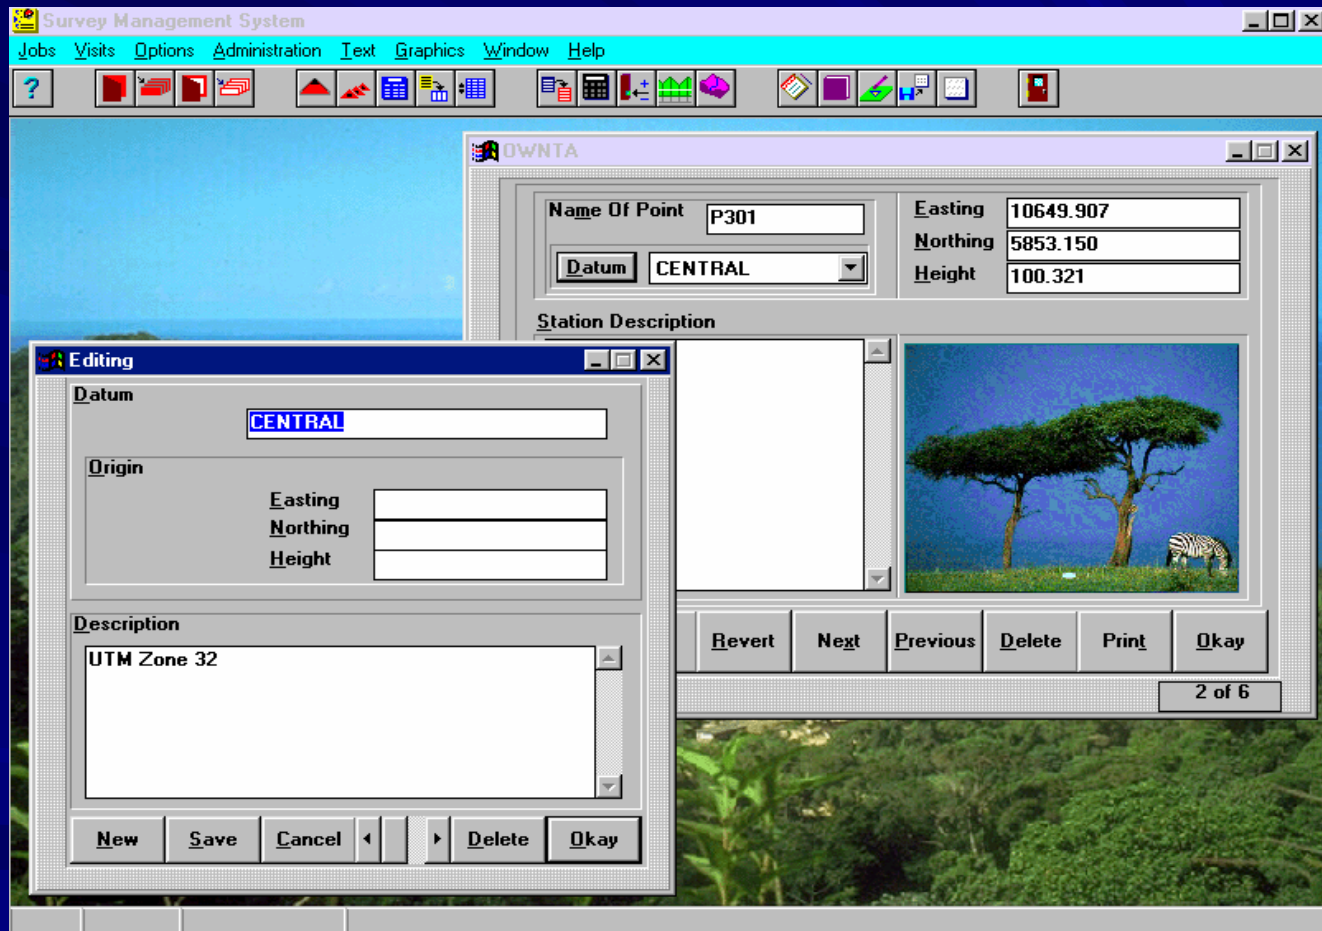 Survey Management System
Jobs Visits Options Administration Text Graphics Window Help
?
OWNTA
Name Of Point P301
Datum CENTRAL
Easting 10649.907
Northing 5853.150
Height 100.321
Station Description
Revert Next Previous Delete Print Okay
2 of 6
Editing
Datum
CENTRAL
Origin
Easting
Northing
Height
Description
UTM Zone 32
New Save Cancel Delete Okay